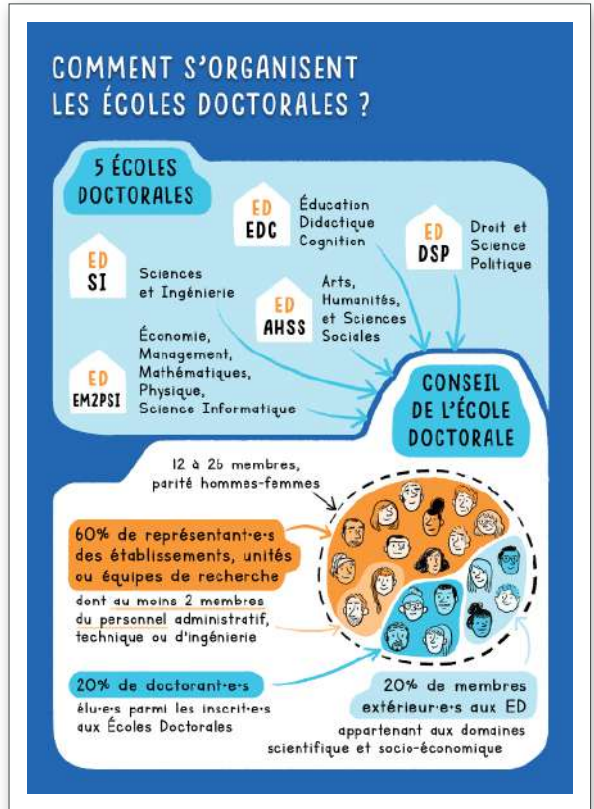 COMMENT S'ORGANISENT
LES ÉCOLES DOCTORALES ?
5 ÉCOLES
DOCTORALES
ED
SI
Sciences
et Ingénierie
ED
EDC
Éducation
Didactique
Cognition
ED
DSP
Droit et
Science
Politique
ED
AHSS
Arts,
Humanités,
et Sciences
Sociales
ED
EM2PSI
Économie,
Management,
Mathématiques,
Physique,
Science Informatique
CONSEIL
DE L'ÉCOLE
DOCTORALE
12 à 26 membres,
parité hommes-femmes
60% de représentant·e·s
des établissements, unités
ou équipes de recherche
dont au moins 2 membres
du personnel administratif,
technique ou d'ingénierie
20% de doctorant·e·s
élu·e·s parmi les inscrit·e·s
aux Écoles Doctorales
20% de membres
extérieur·e·s aux ED
appartenant aux domaines
scientifique et socio-économique